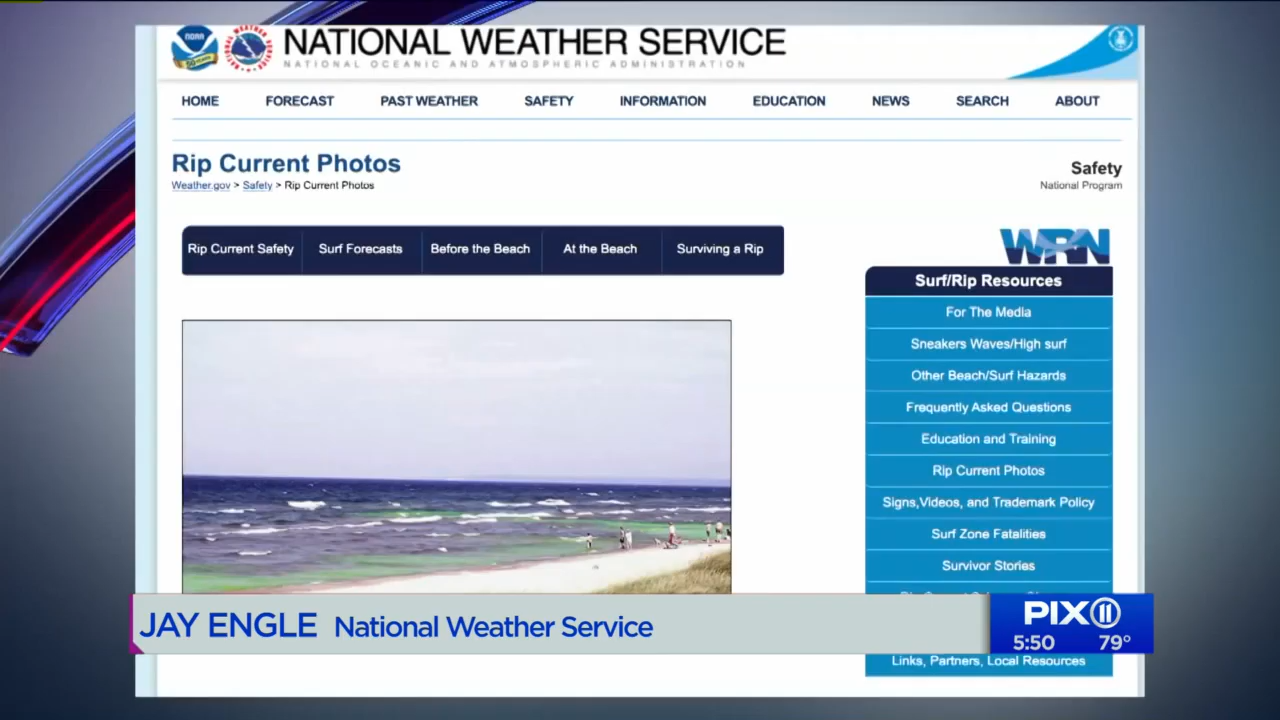 NOAA
50 YEARS
NATIONAL WEATHER SERVICE
NATIONAL OCEANIC AND ATMOSPHERIC ADMINISTRATION
HOME FORECAST PAST WEATHER SAFETY INFORMATION EDUCATION NEWS SEARCH ABOUT
Rip Current Photos
Weather.gov > Safety > Rip Current Photos
Safety
National Program
Rip Current Safety Surf Forecasts Before the Beach At the Beach Surviving a Rip
WRN
Surf/Rip Resources
For The Media
Sneakers Waves/High surf
Other Beach/Surf Hazards
Frequently Asked Questions
Education and Training
Rip Current Photos
Signs,Videos, and Trademark Policy
Surf Zone Fatalities
Survivor Stories
Links, Partners, Local Resources
JAY ENGLE National Weather Service
PIX11
5:50 79°